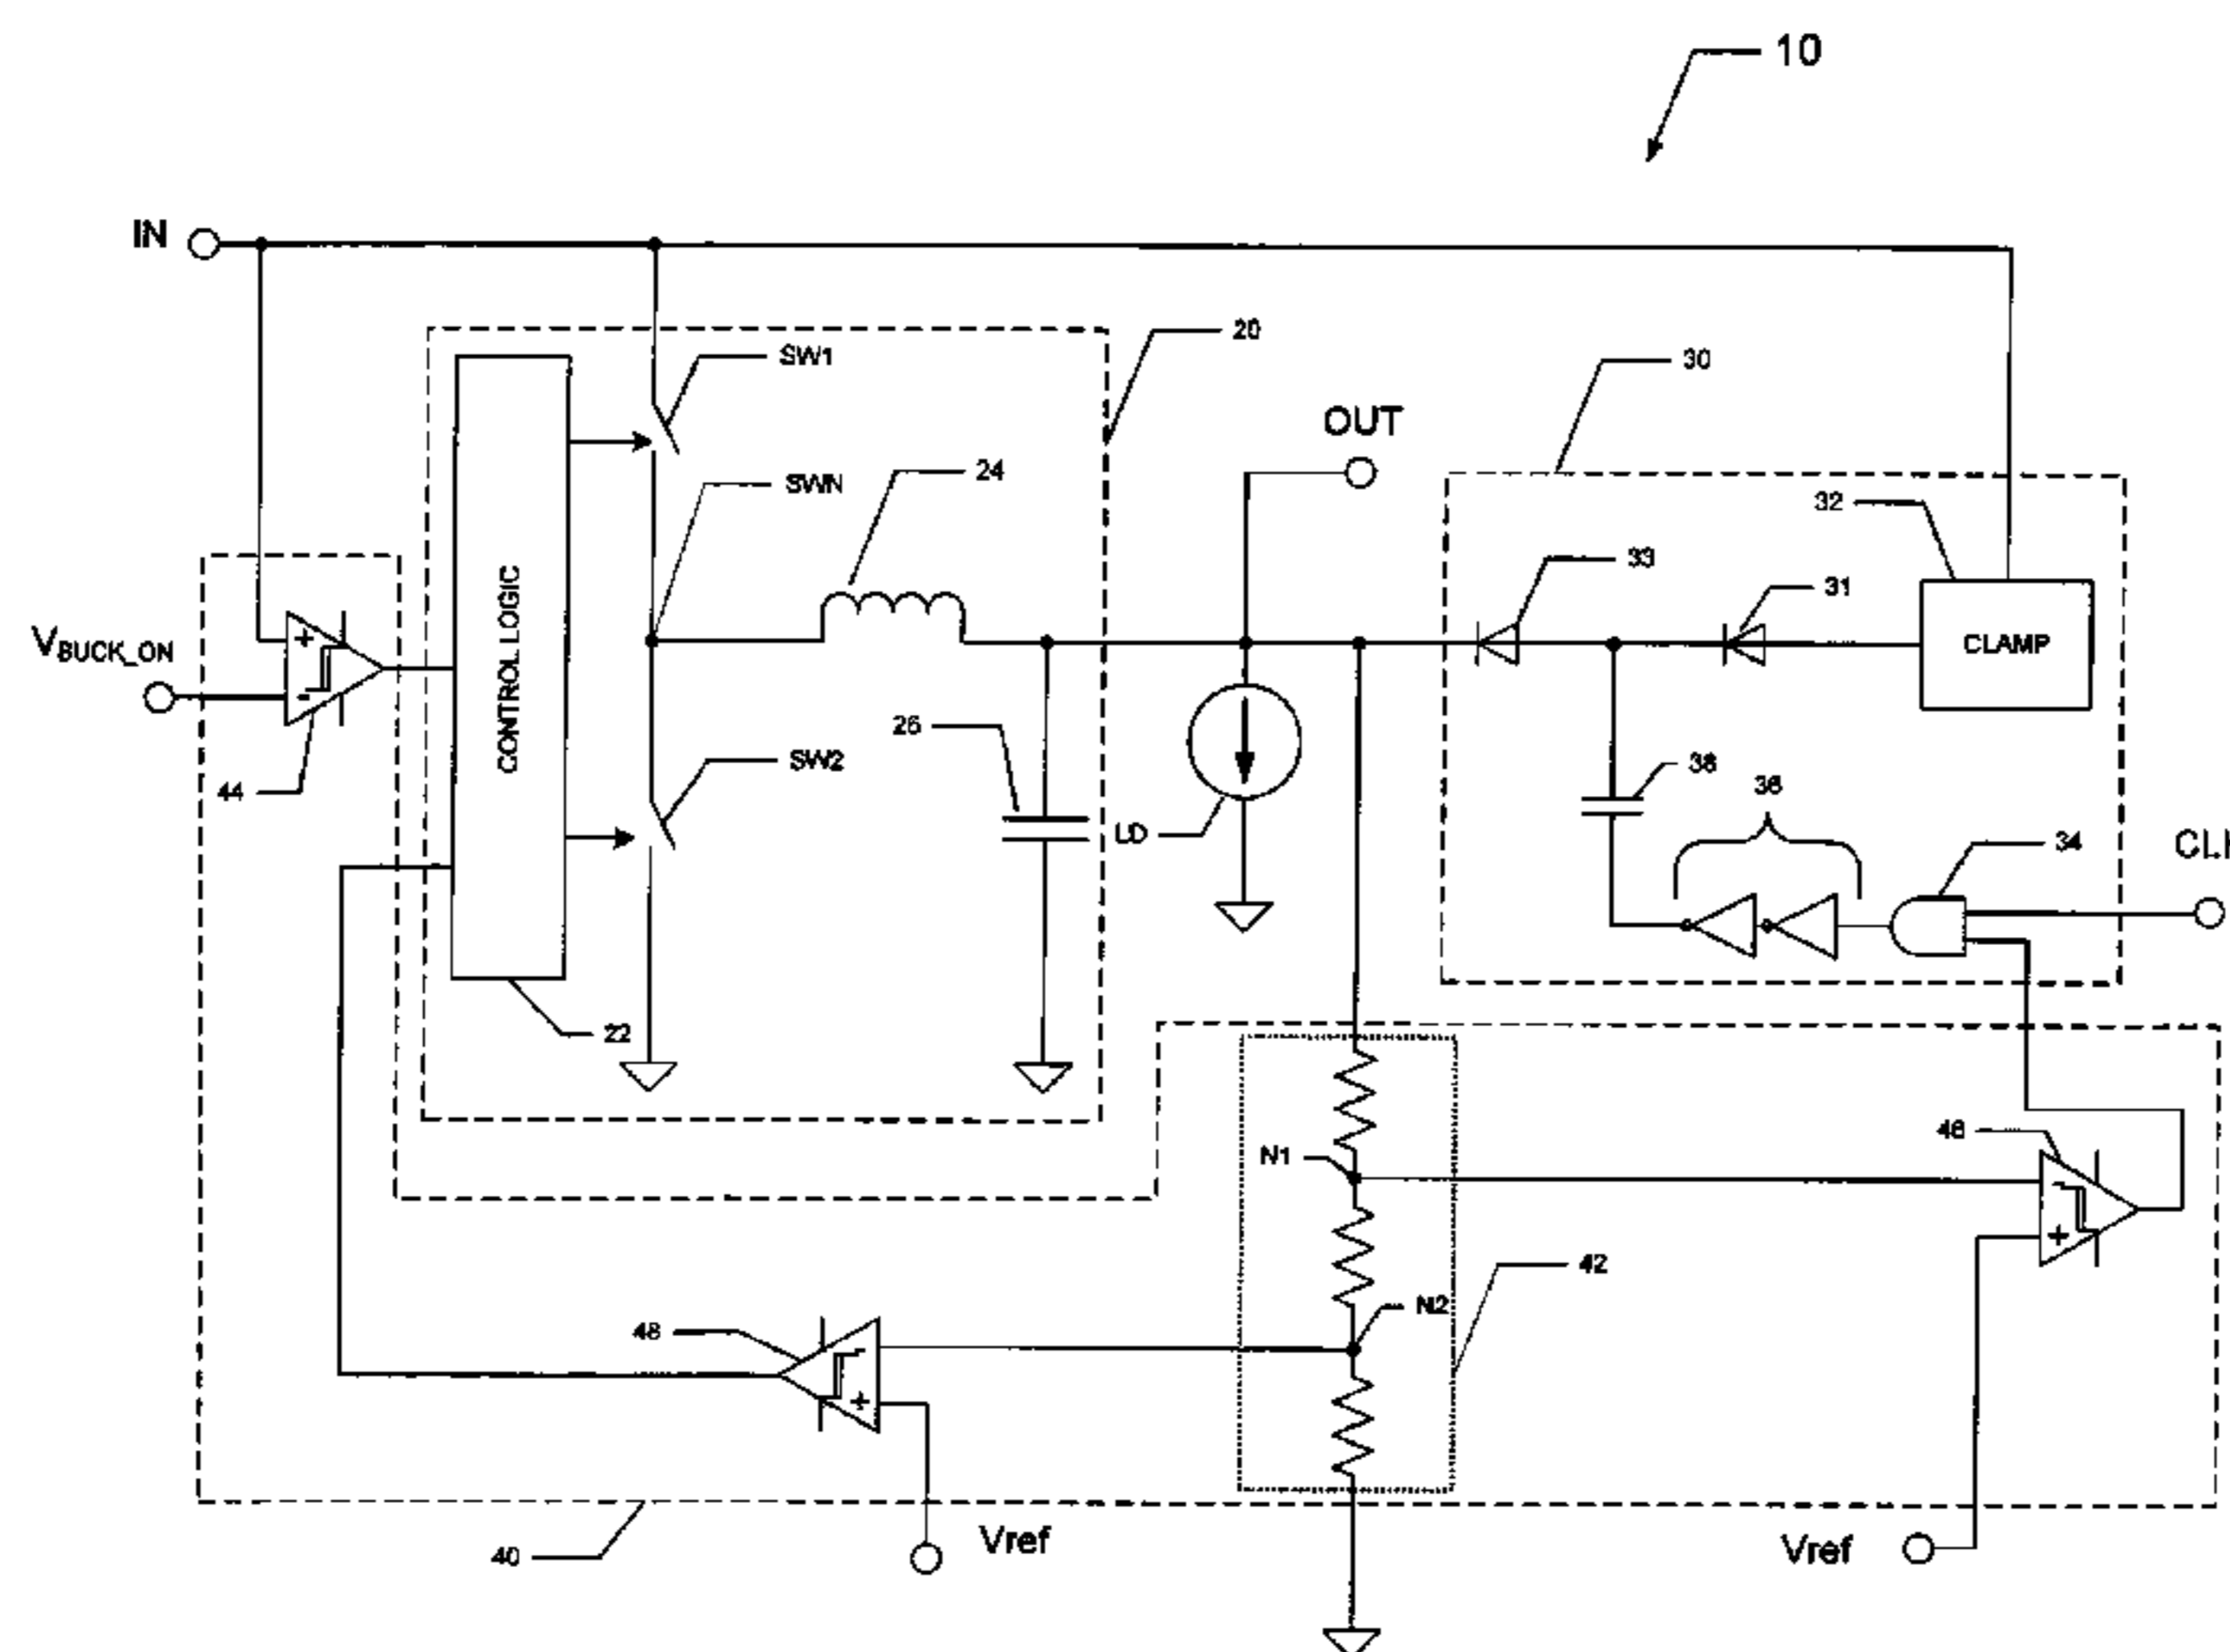 10
IN
20
SW1
30
OUT
SWN
24
32
33
31
CLAMP
VBUCK_ON
CONTROL LOGIC
+
-
44
SW2
26
38
36
LD
34
22
N1
46
-
+
42
N2
48
-
+
Vref
40
Vref